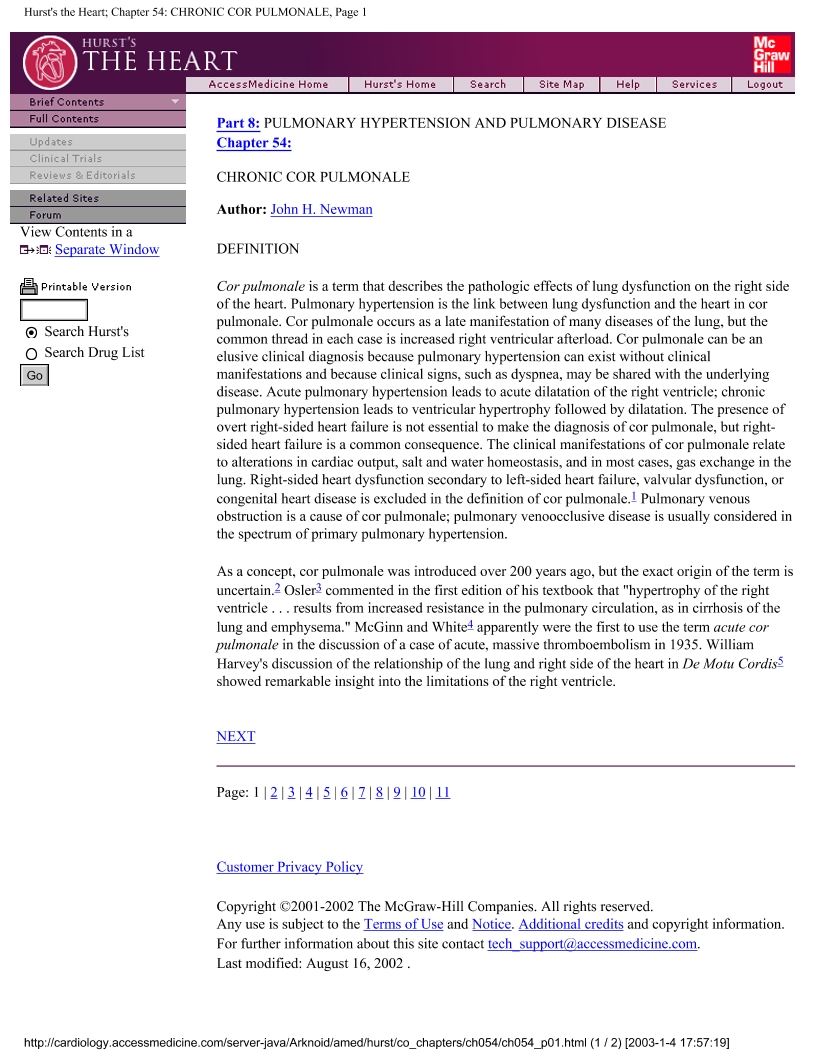 Hurst's the Heart; Chapter 54: CHRONIC COR PULMONALE, Page 1
HURST'S
THE HEART
Mc
Graw
Hill
AccessMedicine Home
Hurst's Home
Search
Site Map
Help
Services
Logout
Brief Contents
Full Contents
Updates
Clinical Trials
Reviews & Editorials
Related Sites
Forum
View Contents in a
Separate Window
Printable Version
Search Hurst's
Search Drug List
Go
Part 8: PULMONARY HYPERTENSION AND PULMONARY DISEASE
Chapter 54:
CHRONIC COR PULMONALE
Author: John H. Newman
DEFINITION
Cor pulmonale is a term that describes the pathologic effects of lung dysfunction on the right side
of the heart. Pulmonary hypertension is the link between lung dysfunction and the heart in cor
pulmonale. Cor pulmonale occurs as a late manifestation of many diseases of the lung, but the
common thread in each case is increased right ventricular afterload. Cor pulmonale can be an
elusive clinical diagnosis because pulmonary hypertension can exist without clinical
manifestations and because clinical signs, such as dyspnea, may be shared with the underlying
disease. Acute pulmonary hypertension leads to acute dilatation of the right ventricle; chronic
pulmonary hypertension leads to ventricular hypertrophy followed by dilatation. The presence of
overt right-sided heart failure is not essential to make the diagnosis of cor pulmonale, but right-
sided heart failure is a common consequence. The clinical manifestations of cor pulmonale relate
to alterations in cardiac output, salt and water homeostasis, and in most cases, gas exchange in the
lung. Right-sided heart dysfunction secondary to left-sided heart failure, valvular dysfunction, or
congenital heart disease is excluded in the definition of cor pulmonale.1 Pulmonary venous
obstruction is a cause of cor pulmonale; pulmonary venoocclusive disease is usually considered in
the spectrum of primary pulmonary hypertension.
As a concept, cor pulmonale was introduced over 200 years ago, but the exact origin of the term is
uncertain.2 Osler3 commented in the first edition of his textbook that "hypertrophy of the right
ventricle . . . results from increased resistance in the pulmonary circulation, as in cirrhosis of the
lung and emphysema." McGinn and White4 apparently were the first to use the term acute cor
pulmonale in the discussion of a case of acute, massive thromboembolism in 1935. William
Harvey's discussion of the relationship of the lung and right side of the heart in De Motu Cordis5
showed remarkable insight into the limitations of the right ventricle.
NEXT
Page: 1 | 2 | 3 | 4 | 5 | 6 | 7 | 8 | 9 | 10 | 11
Customer Privacy Policy
Copyright ©2001-2002 The McGraw-Hill Companies. All rights reserved.
Any use is subject to the Terms of Use and Notice. Additional credits and copyright information.
For further information about this site contact tech_support@accessmedicine.com.
Last modified: August 16, 2002 .
http://cardiology.accessmedicine.com/server-java/Arknoid/amed/hurst/co_chapters/ch054/ch054_p01.html (1 / 2) [2003-1-4 17:57:19]